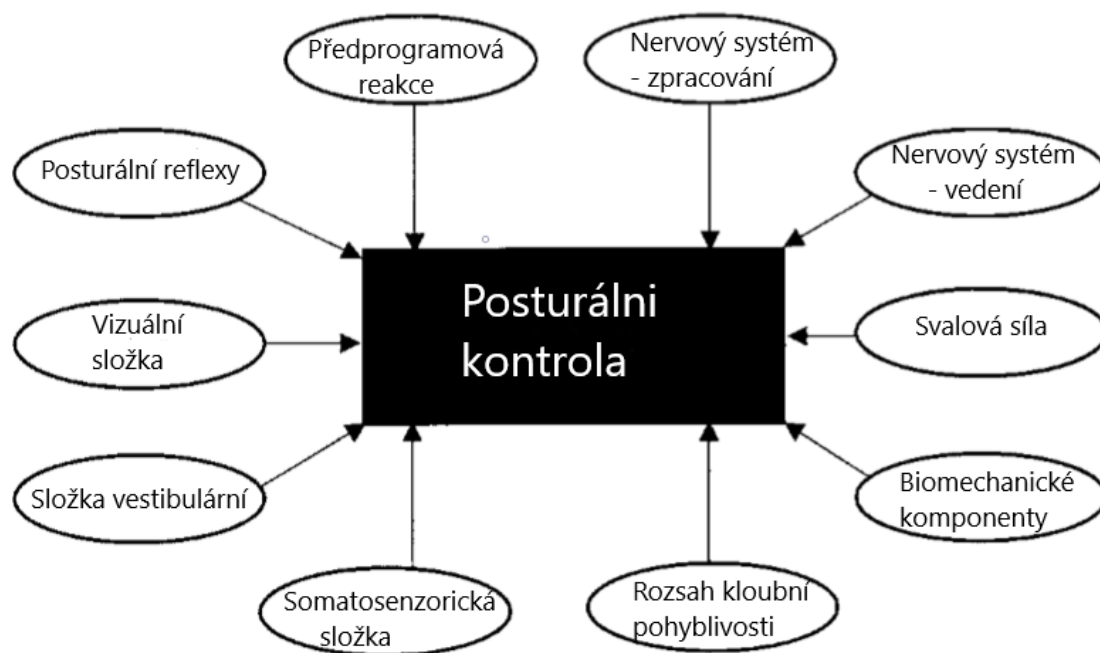 Předprogramová
reakce
Nervový systém
- zpracování
Posturální reflexy
Nervový systém
- vedení
Posturálni
kontrola
Vizuální
složka
Svalová síla
Složka vestibulární
Biomechanické
komponenty
Somatosenzorická
složka
Rozsah kloubní
pohyblivosti